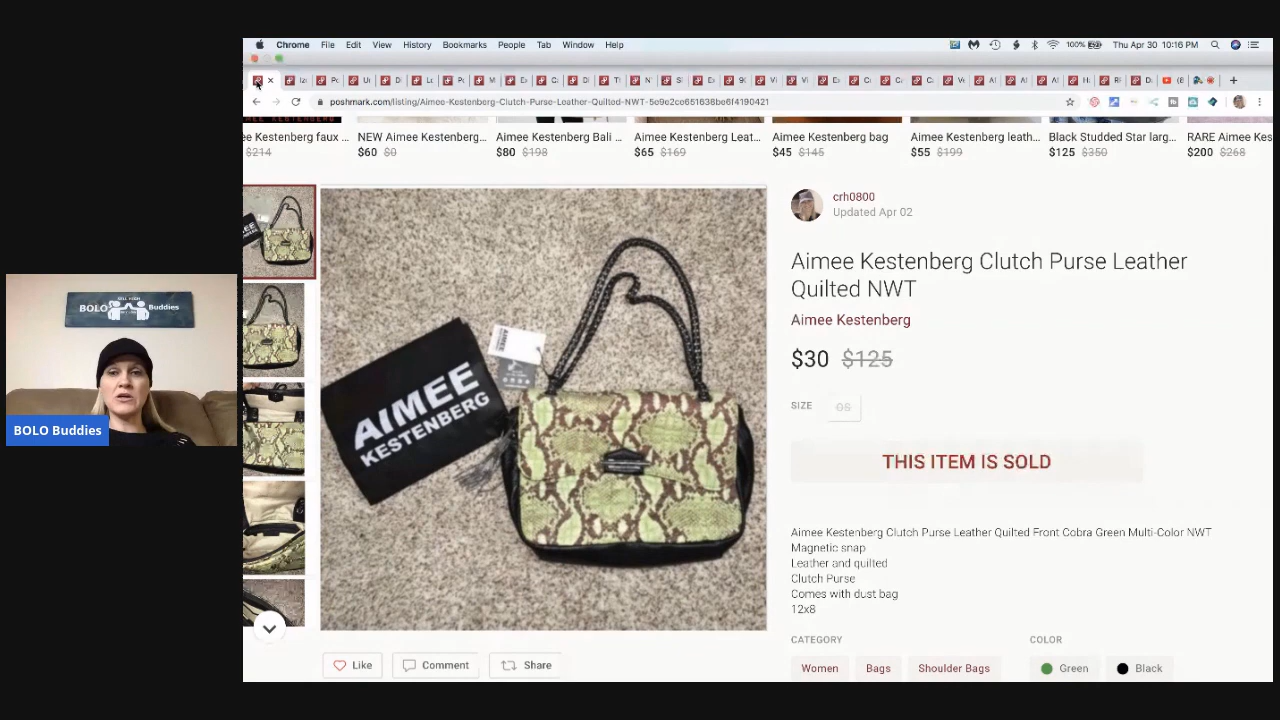 Chrome File Edit View History Bookmarks People Tab Window Help
100% Thu Apr 30 10:16 PM
poshmark.com/listing/Aimee-Kestenberg-Clutch-Purse-Leather-Quilted-NWT-5e9e2ce651638be6f4190421
ee Kestenberg faux ...
$214
NEW Aimee Kestenberg...
$60 $0
Aimee Kestenberg Bali ...
$80 $198
Aimee Kestenberg Leat...
$65 $169
Aimee Kestenberg bag
$45 $145
Aimee Kestenberg leath...
$55 $199
Black Studded Star larg...
$125 $350
RARE Aimee Kes
$200 $268
crh0800
Updated Apr 02
Aimee Kestenberg Clutch Purse Leather
Quilted NWT
Aimee Kestenberg
$30 $125
SIZE OS
THIS ITEM IS SOLD
Aimee Kestenberg Clutch Purse Leather Quilted Front Cobra Green Multi-Color NWT
Magnetic snap
Leather and quilted
Clutch Purse
Comes with dust bag
12x8
CATEGORY
Women Bags Shoulder Bags
COLOR
Green Black
AIMEE
KESTENBERG
Like Comment Share
SELL HIGH
BOLO Buddies
BOLO Buddies